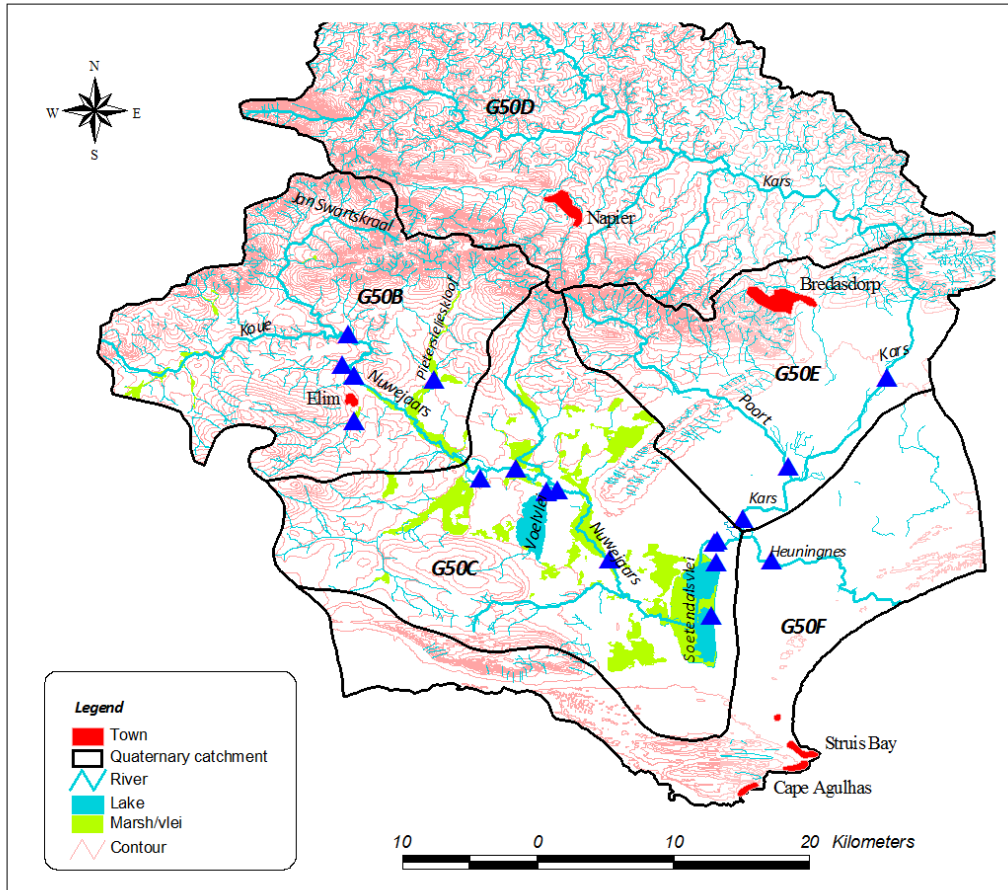 N
W E
S
G50D
Kars
Jan Swartskraal
Napier
Bredasdorp
G50B
Pietersielieskloof
Koue
Kars
G50E
Nuwejaars
Elim
Poort
Kars
Voelvlei
Nuwejaars
Heuningnes
G50C
Soetendalsvlei
G50F
Struis Bay
Cape Agulhas
Legend
Town
Quaternary catchment
River
Lake
Marsh/vlei
Contour
10 0 10 20 Kilometers